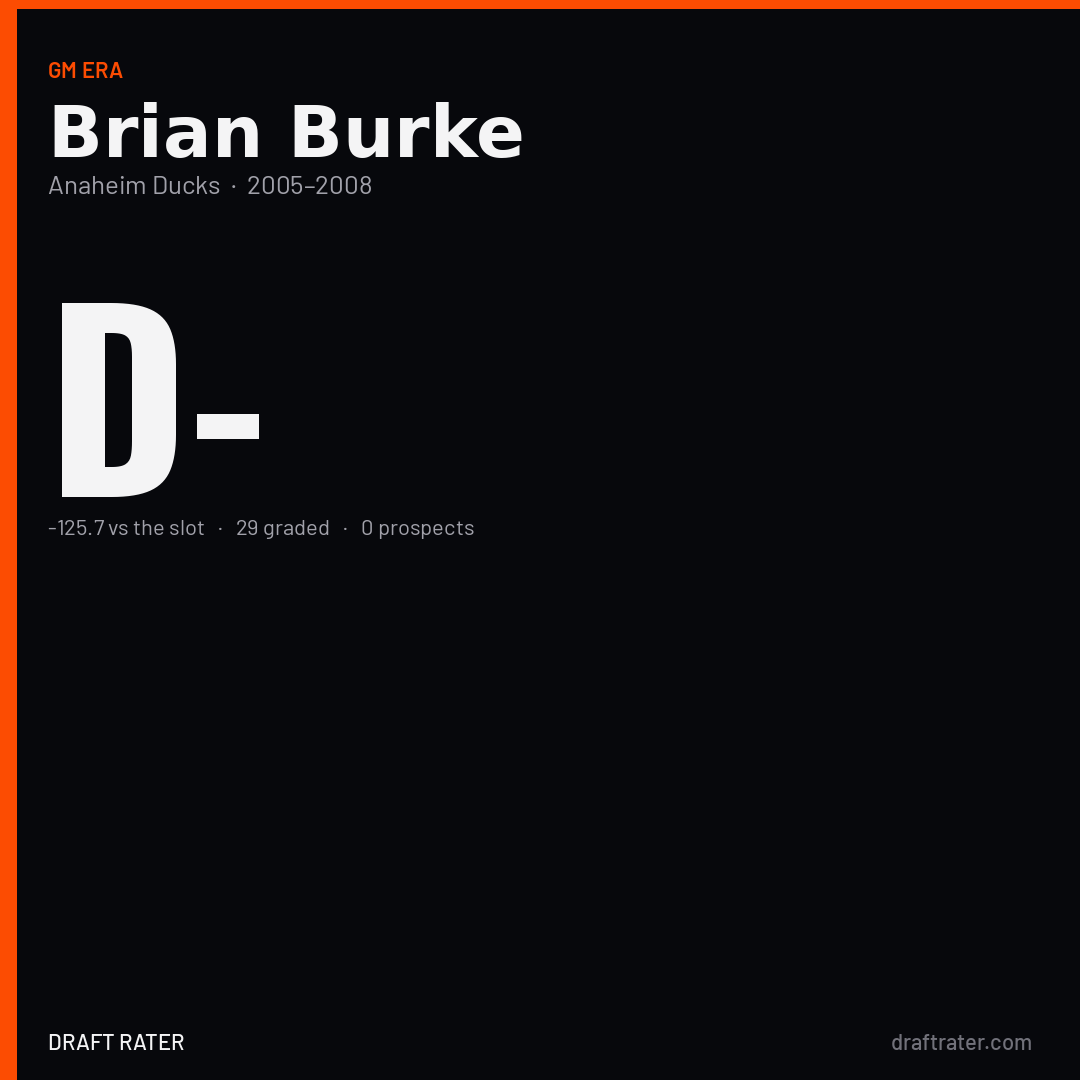 GM ERA
Brian Burke
Anaheim Ducks · 2005–2008
D-
-125.7 vs the slot · 29 graded · 0 prospects
DRAFT RATER
draftrater.com